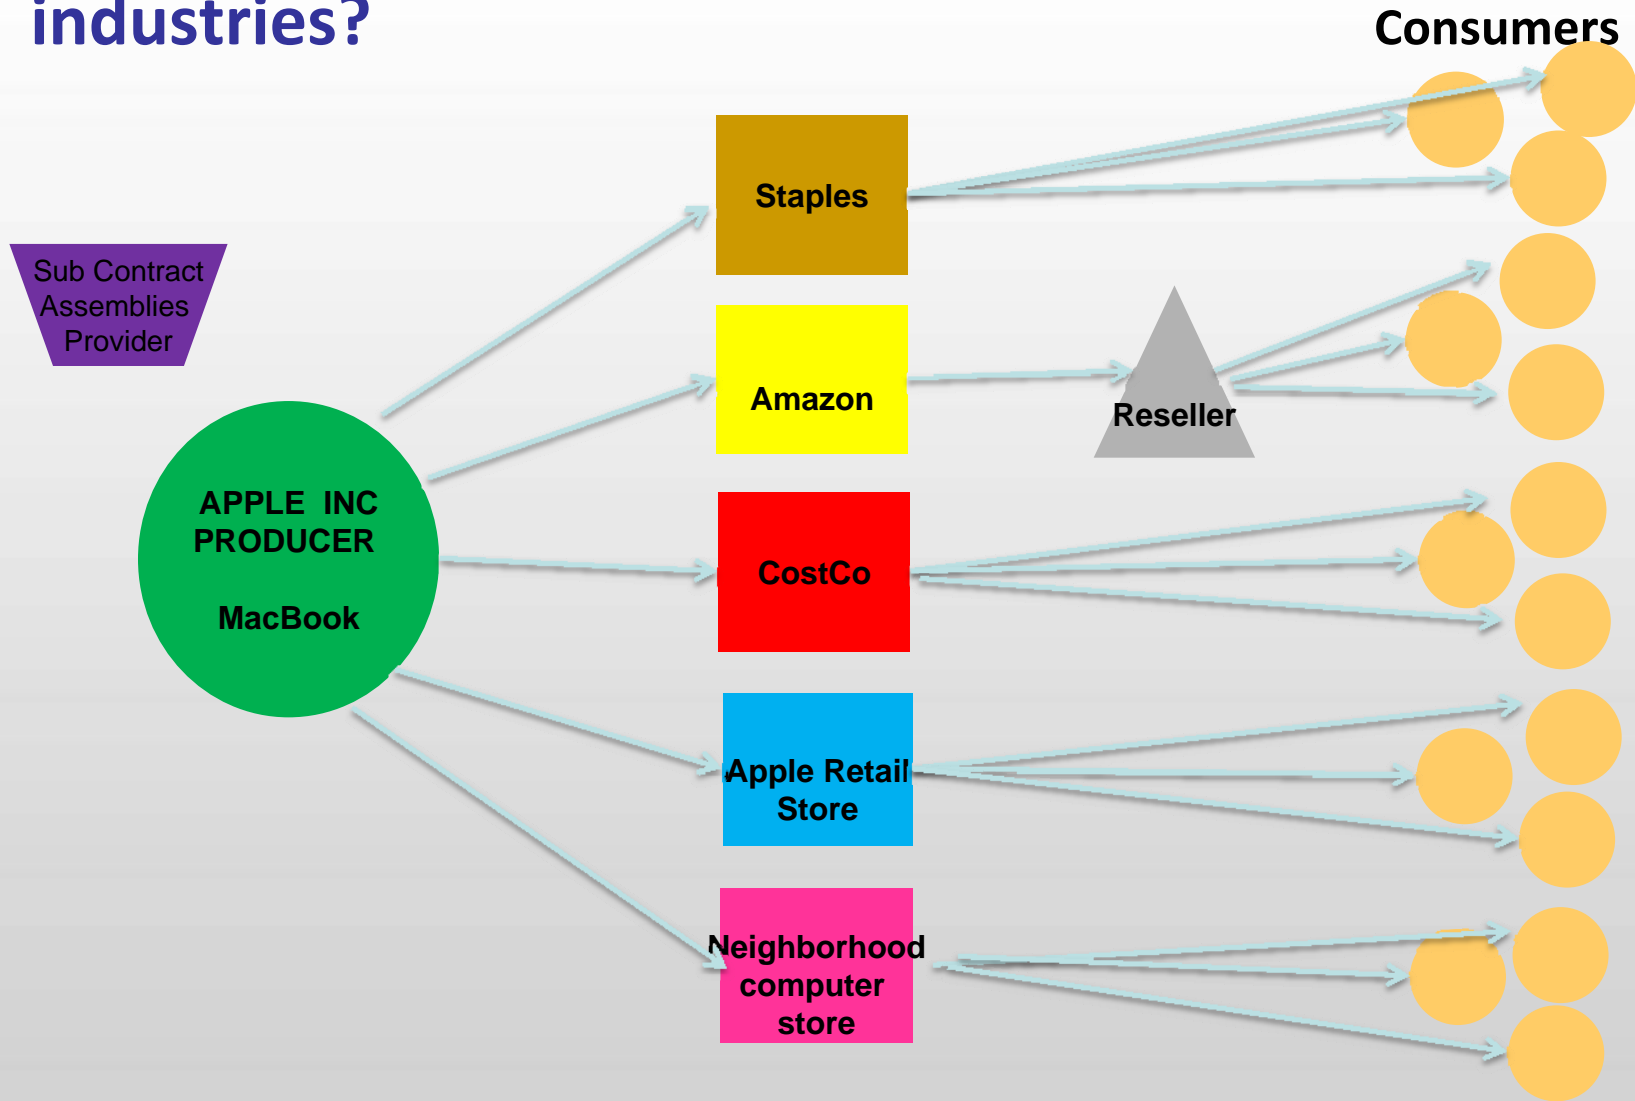 industries?
Consumers
Staples
Sub Contract
Assemblies
Provider
Amazon
Reseller
APPLE  INC
PRODUCER
MacBook
CostCo
Apple Retail
Store
Neighborhood
computer
store